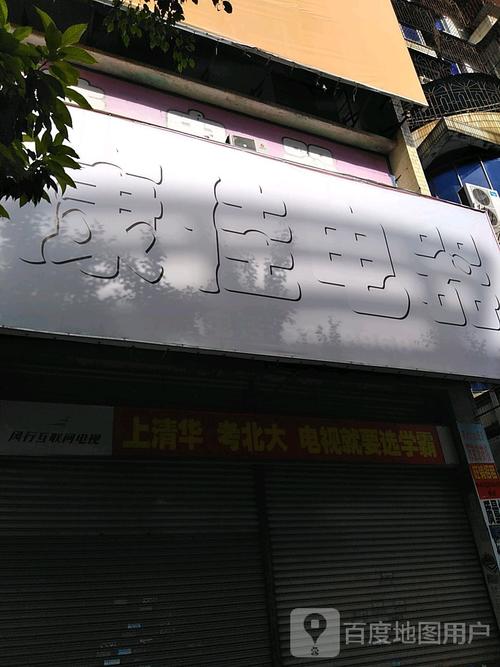 康佳电器
风行互联网电视
上清华 考北大 电视就要选学霸
百度地图用户